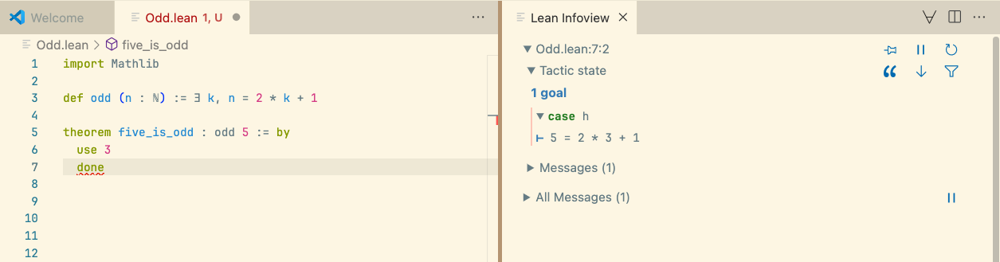 Welcome
Odd.lean 1, U
Odd.lean > five_is_odd
1 import Mathlib
2
3 def odd (n : ℕ) := ∃ k, n = 2 * k + 1
4
5 theorem five_is_odd : odd 5 := by
6 use 3
7 done
8
9
10
11
12
Lean Infoview
Odd.lean:7:2
Tactic state
1 goal
case h
⊢ 5 = 2 * 3 + 1
Messages (1)
All Messages (1)